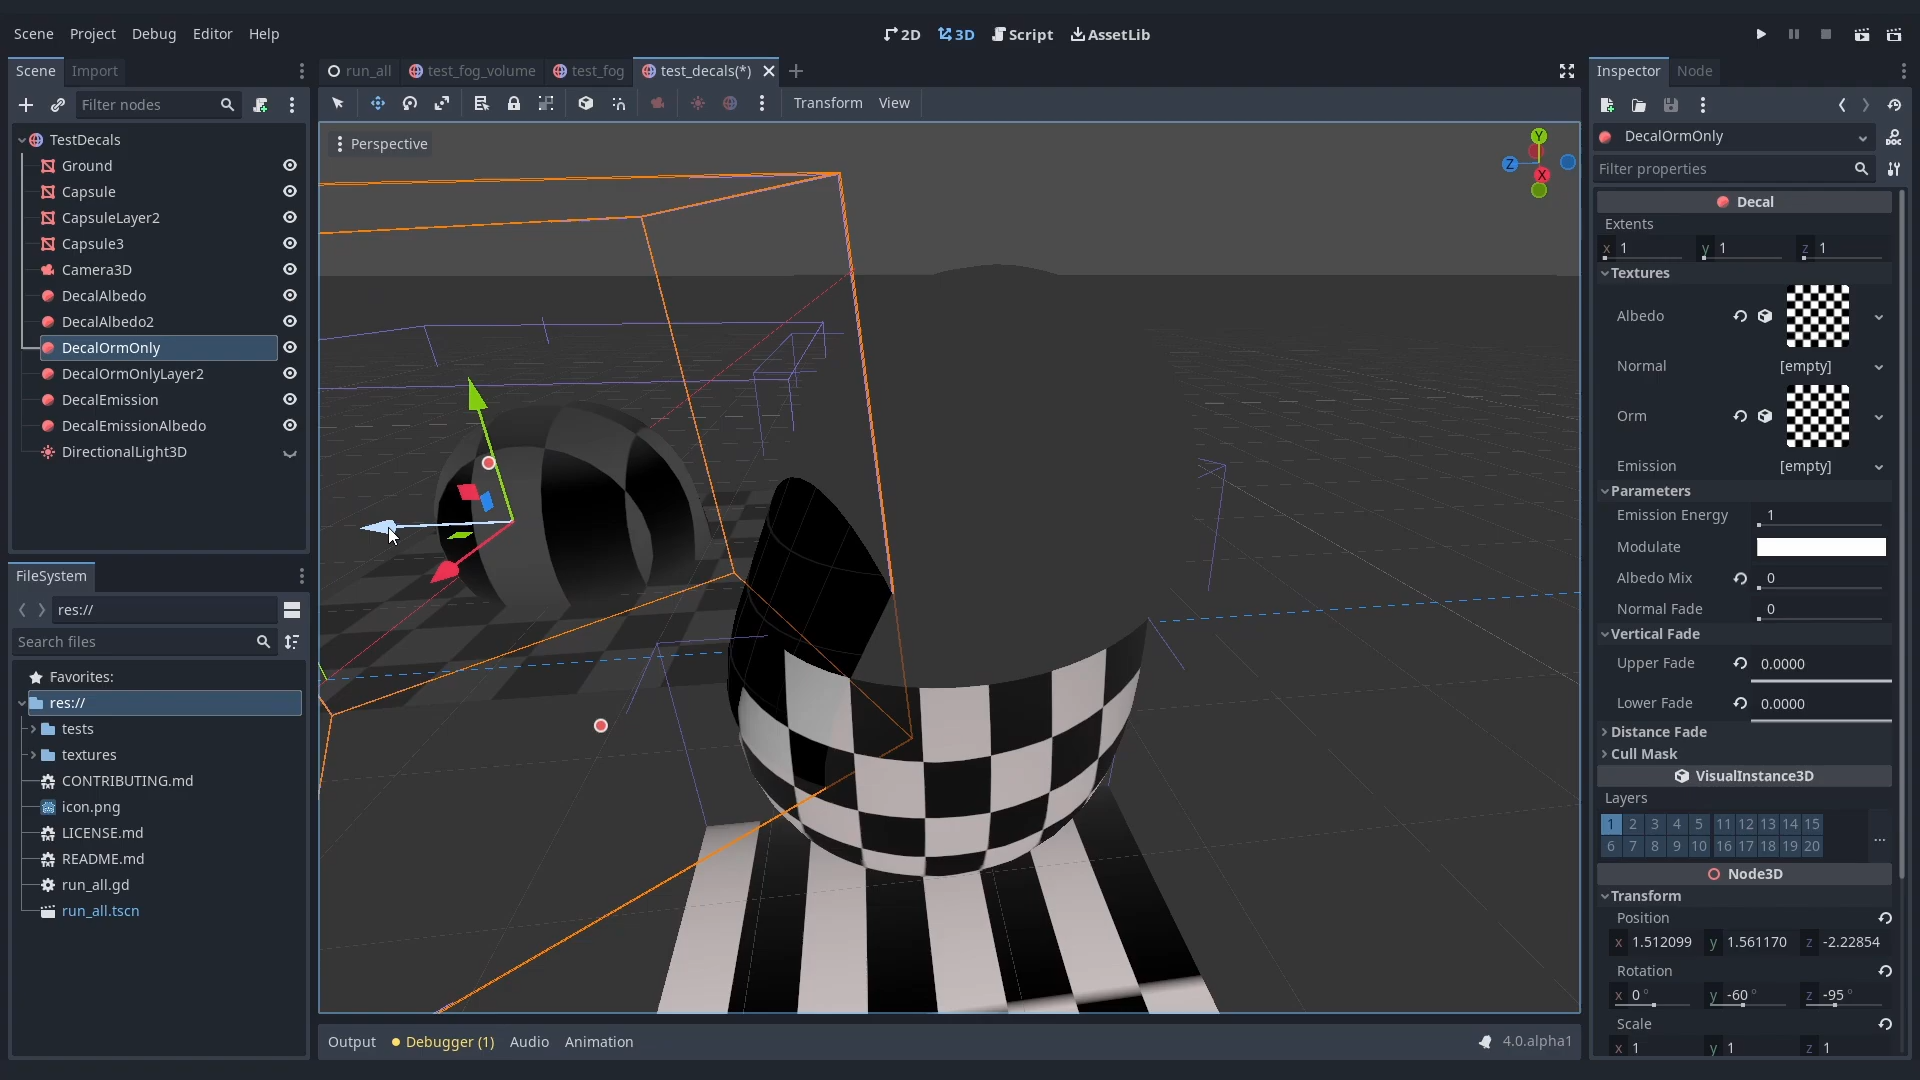 Scene Project Debug Editor Help
2D 3D Script AssetLib
Scene Import
Filter nodes
TestDecals
Ground
Capsule
CapsuleLayer2
Capsule3
Camera3D
DecalAlbedo
DecalAlbedo2
DecalOrmOnly
DecalOrmOnlyLayer2
DecalEmission
DecalEmissionAlbedo
DirectionalLight3D
FileSystem
res://
Search files
Favorites:
res://
tests
textures
CONTRIBUTING.md
icon.png
LICENSE.md
README.md
run_all.gd
run_all.tscn
run_all test_fog_volume test_fog test_decals(*)
Transform View
Perspective
Y
Z
X
Output Debugger (1) Audio Animation 4.0.alpha1
Inspector Node
DecalOrmOnly
DOC
Filter properties
Decal
Extents
x 1 y 1 z 1
Textures
Albedo
Normal [empty]
Orm
Emission [empty]
Parameters
Emission Energy 1
Modulate
Albedo Mix 0
Normal Fade 0
Vertical Fade
Upper Fade 0.0000
Lower Fade 0.0000
Distance Fade
Cull Mask
VisualInstance3D
Layers
1 2 3 4 5 11 12 13 14 15
6 7 8 9 10 16 17 18 19 20
...
Node3D
Transform
Position
x 1.512099 y 1.561170 z -2.22854
Rotation
x 0 ° y -60 ° z -95 °
Scale
x 1 y 1 z 1